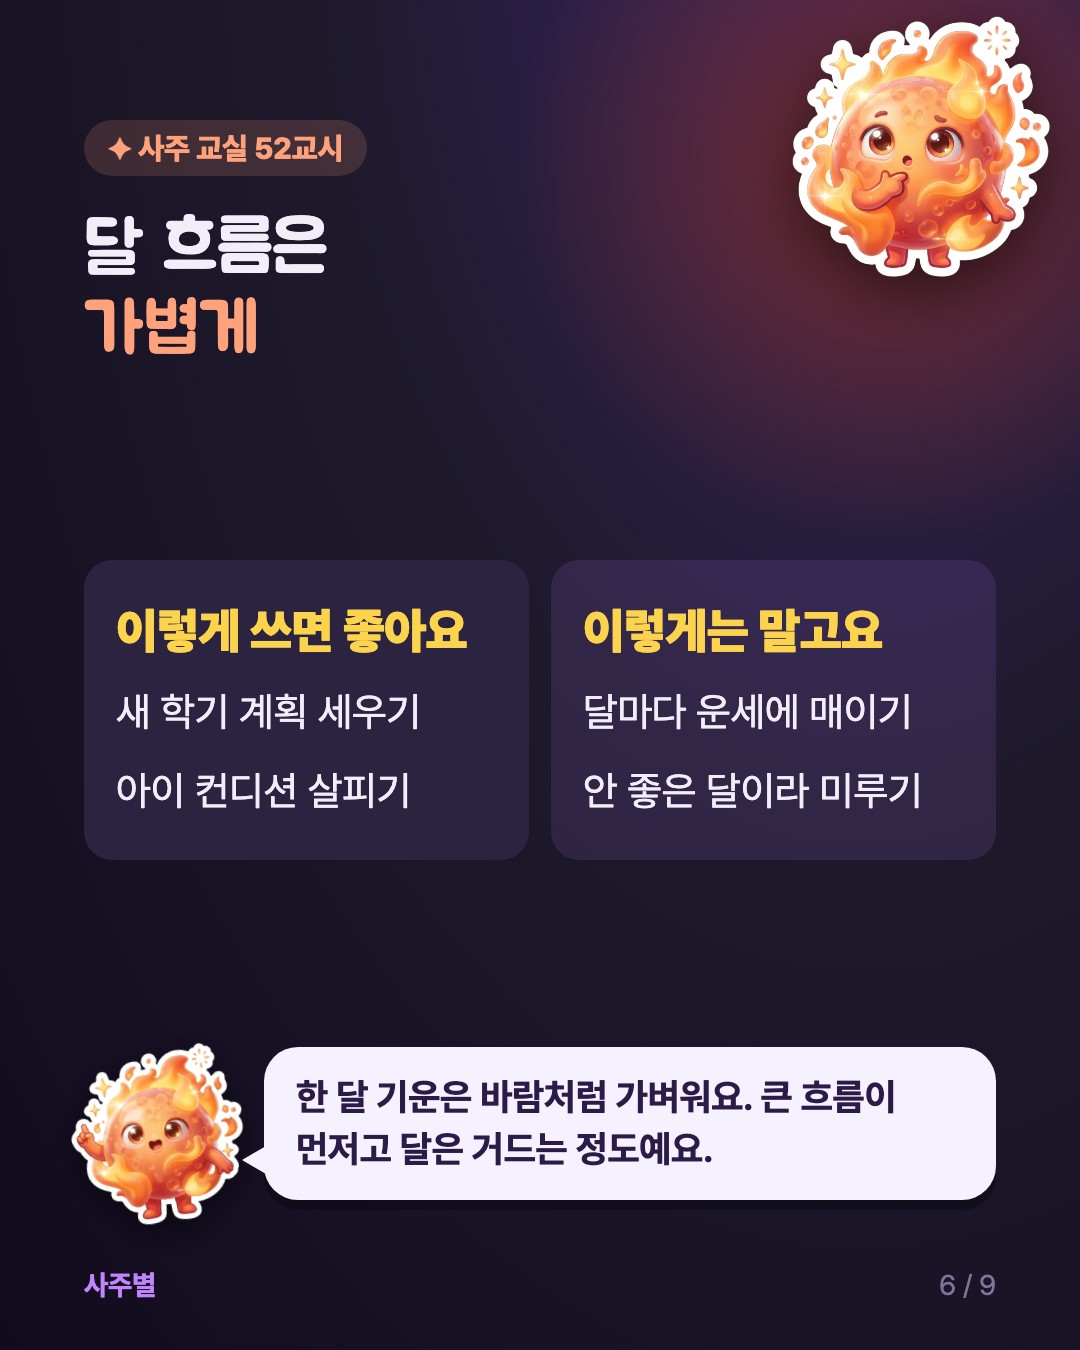 사주 교실 52교시
달 흐름은
가볍게
이렇게 쓰면 좋아요
새 학기 계획 세우기
아이 컨디션 살피기
이렇게는 말고요
달마다 운세에 매이기
안 좋은 달이라 미루기
한 달 기운은 바람처럼 가벼워요. 큰 흐름이
먼저고 달은 거드는 정도예요.
사주별
6 / 9